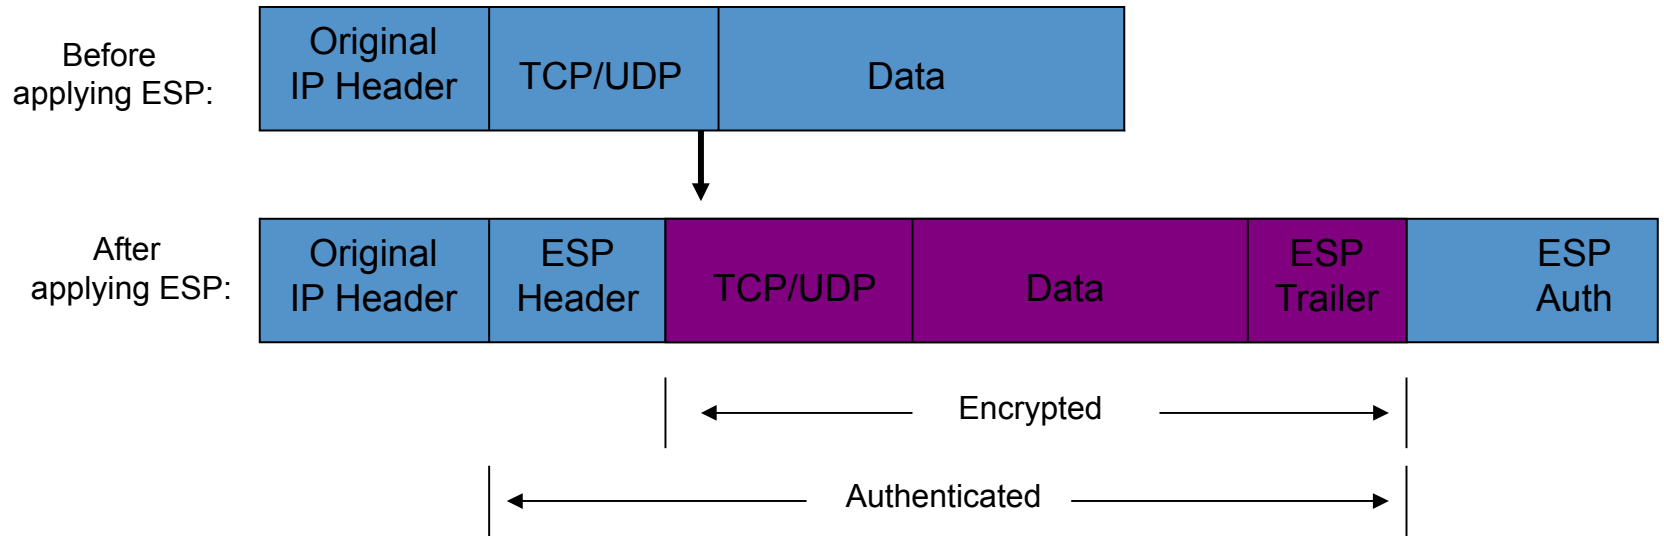 Before
applying ESP:
Original
IP Header
TCP/UDP
Data
After
applying ESP:
Original
IP Header
ESP
Header
TCP/UDP
Data
ESP
Trailer
ESP
Auth
Encrypted
Authenticated